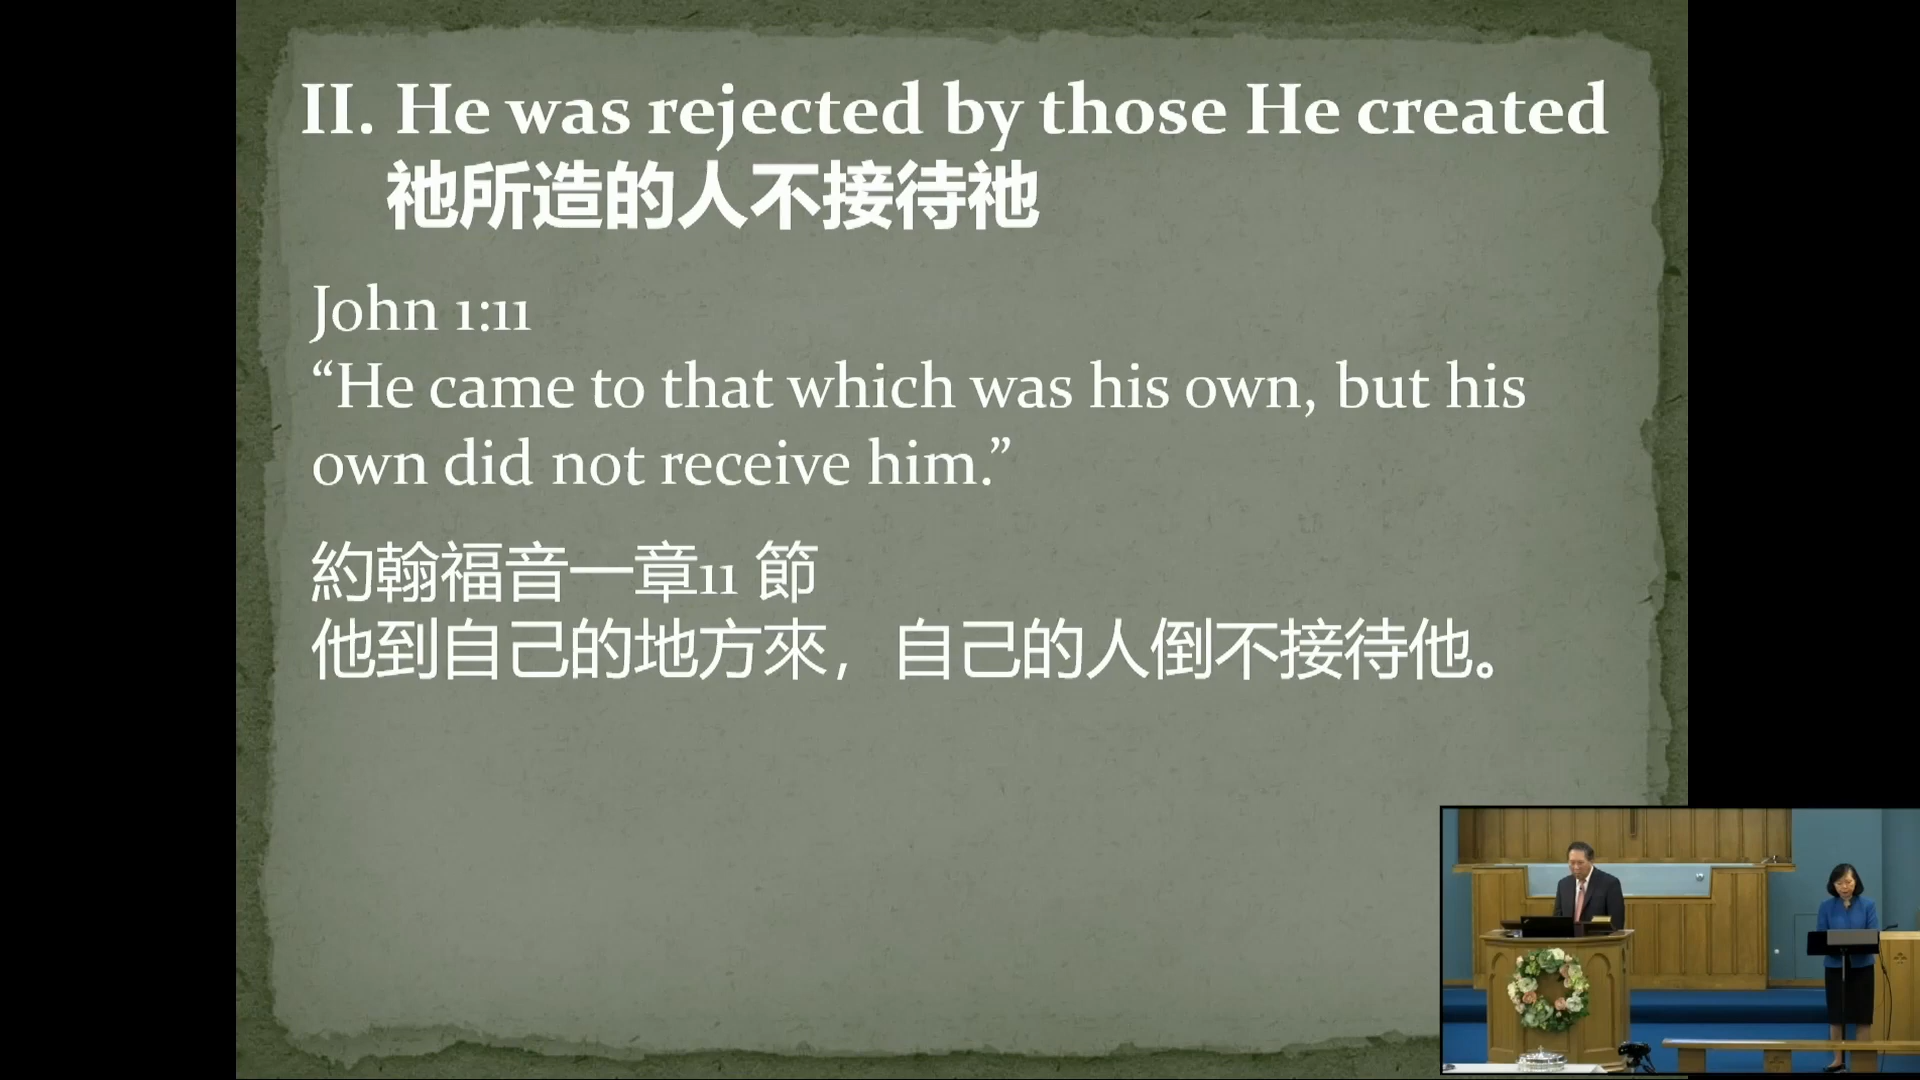 II. He was rejected by those He created
祂所造的人不接待祂
John 1:11
“He came to that which was his own, but his
own did not receive him.”
約翰福音一章11 節
他到自己的地方來，自己的人倒不接待他。